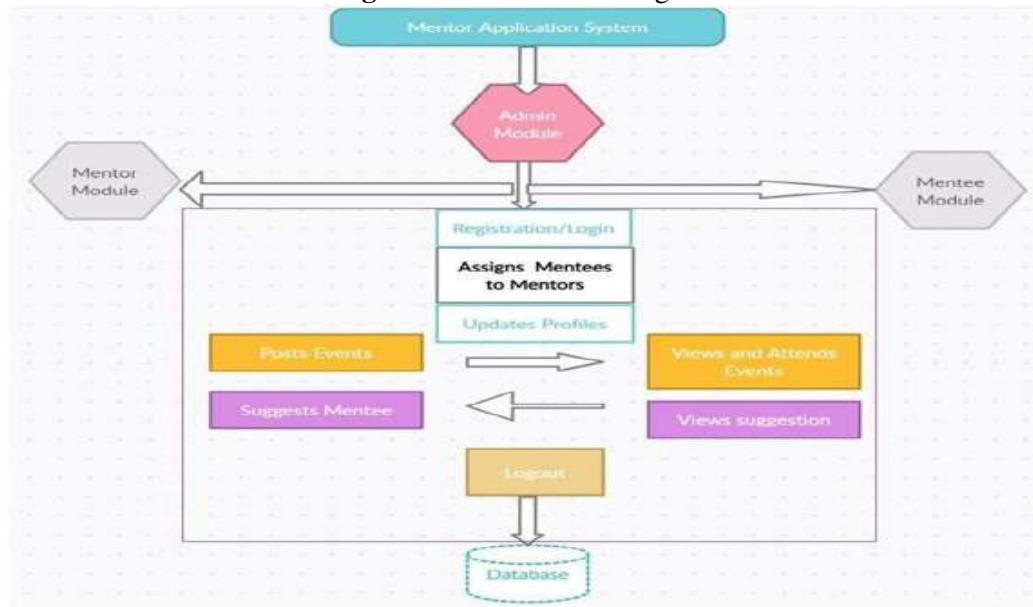 Mentor Application System
Admin
Module
Mentor
Module
Mentee
Module
Registration/Login
Assigns Mentees
to Mentors
Updates Profiles
Posts Events
Views and Attends
Events
Suggests Mentee
Views suggestion
Logout
Database